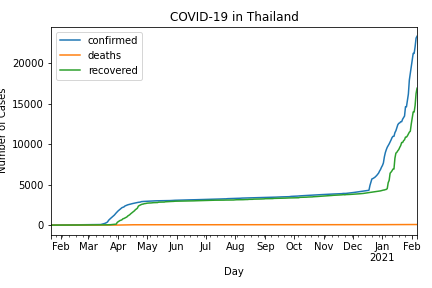 COVID-19 in Thailand
confirmed
deaths
recovered
Number of Cases
20000
15000
10000
5000
0
Feb Mar Apr May Jun Jul Aug Sep Oct Nov Dec Jan Feb
2021
Day